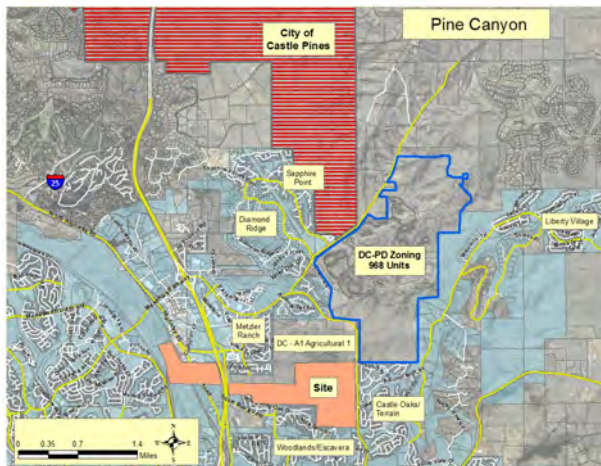 Pine Canyon
City of
Castle Pines
25
Sapphire
Point
Diamond
Ridge
Liberty Village
DC-PD Zoning
968 Units
Metzler
Ranch
DC - A1 Agricultural 1
Site
Castle Oaks/
Terrain
Woodlands/Escavera
0 0.35 0.7 1.4
Miles